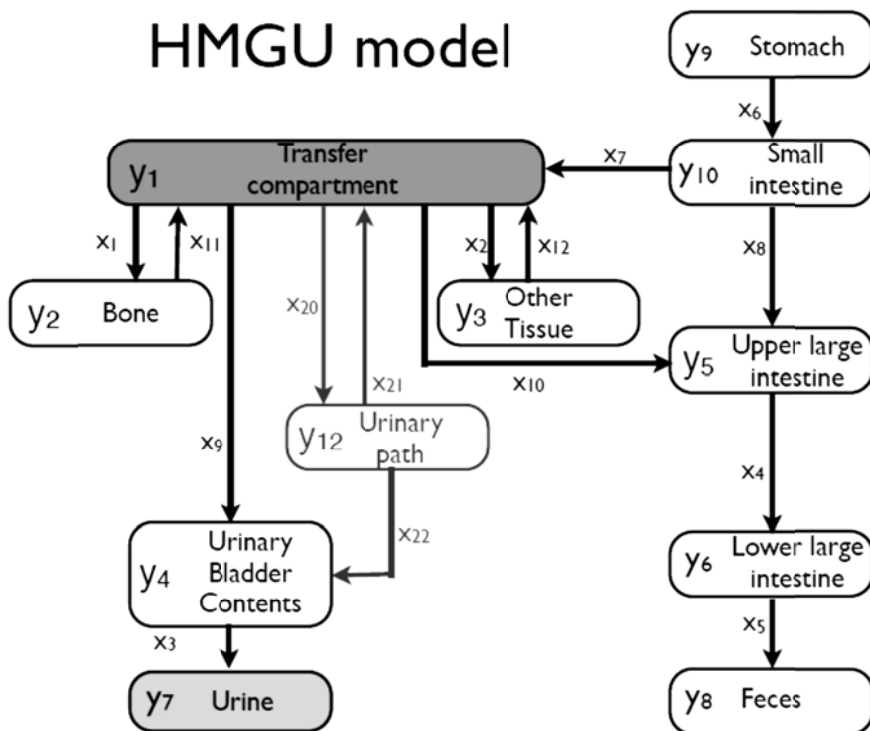 HMGU model
y9 Stomach
x6
y1 Transfer
compartment
x7
y10 Small
intestine
x1
x11
x2
x12
x8
y2 Bone
x20
y3 Other
Tissue
y5 Upper large
intestine
x21
x10
x9
y12 Urinary
path
x4
x22
y4 Urinary
Bladder
Contents
y6 Lower large
intestine
x3
x5
y7 Urine
y8 Feces